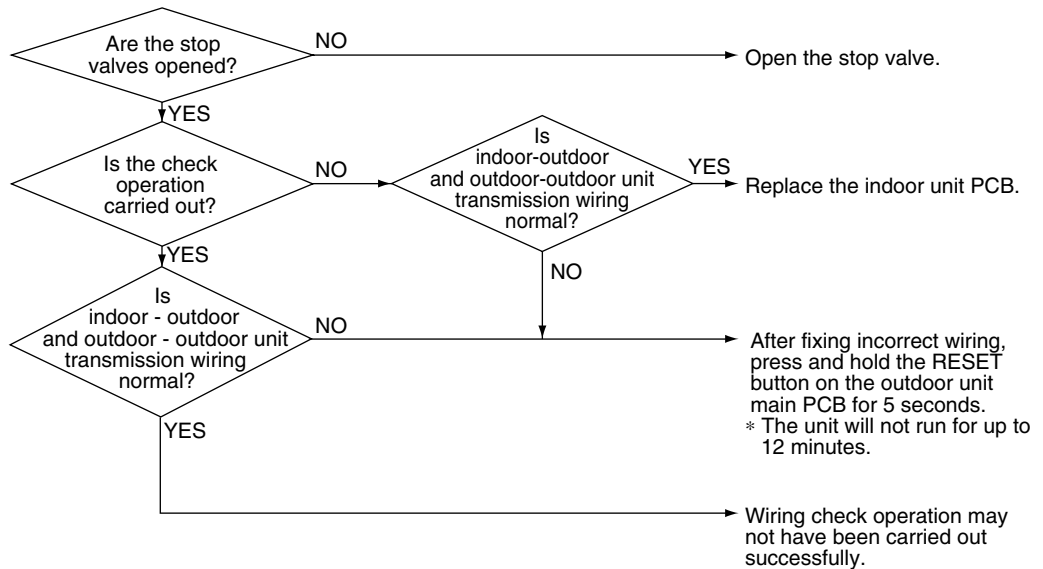 Are the stop
valves opened?
NO
Open the stop valve.
YES
Is the check
operation
carried out?
NO
Is
indoor-outdoor
and outdoor-outdoor unit
transmission wiring
normal?
YES
Replace the indoor unit PCB.
YES
NO
Is
indoor - outdoor
and outdoor - outdoor unit
transmission wiring
normal?
NO
After fixing incorrect wiring,
press and hold the RESET
button on the outdoor unit
main PCB for 5 seconds.
* The unit will not run for up to
12 minutes.
YES
Wiring check operation may
not have been carried out
successfully.